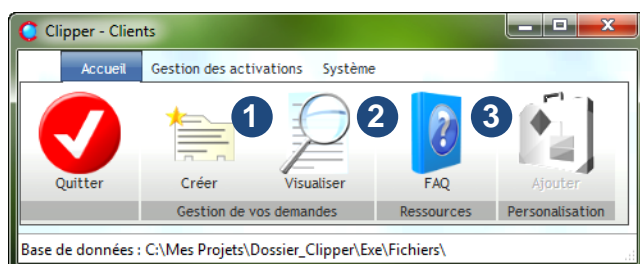 Clipper - Clients
Accueil Gestion des activations Système
1 2 3
Quitter Créer Visualiser FAQ Ajouter
Gestion de vos demandes Ressources Personalisation
Base de données : C:\Mes Projets\Dossier_Clipper\Exe\Fichiers\